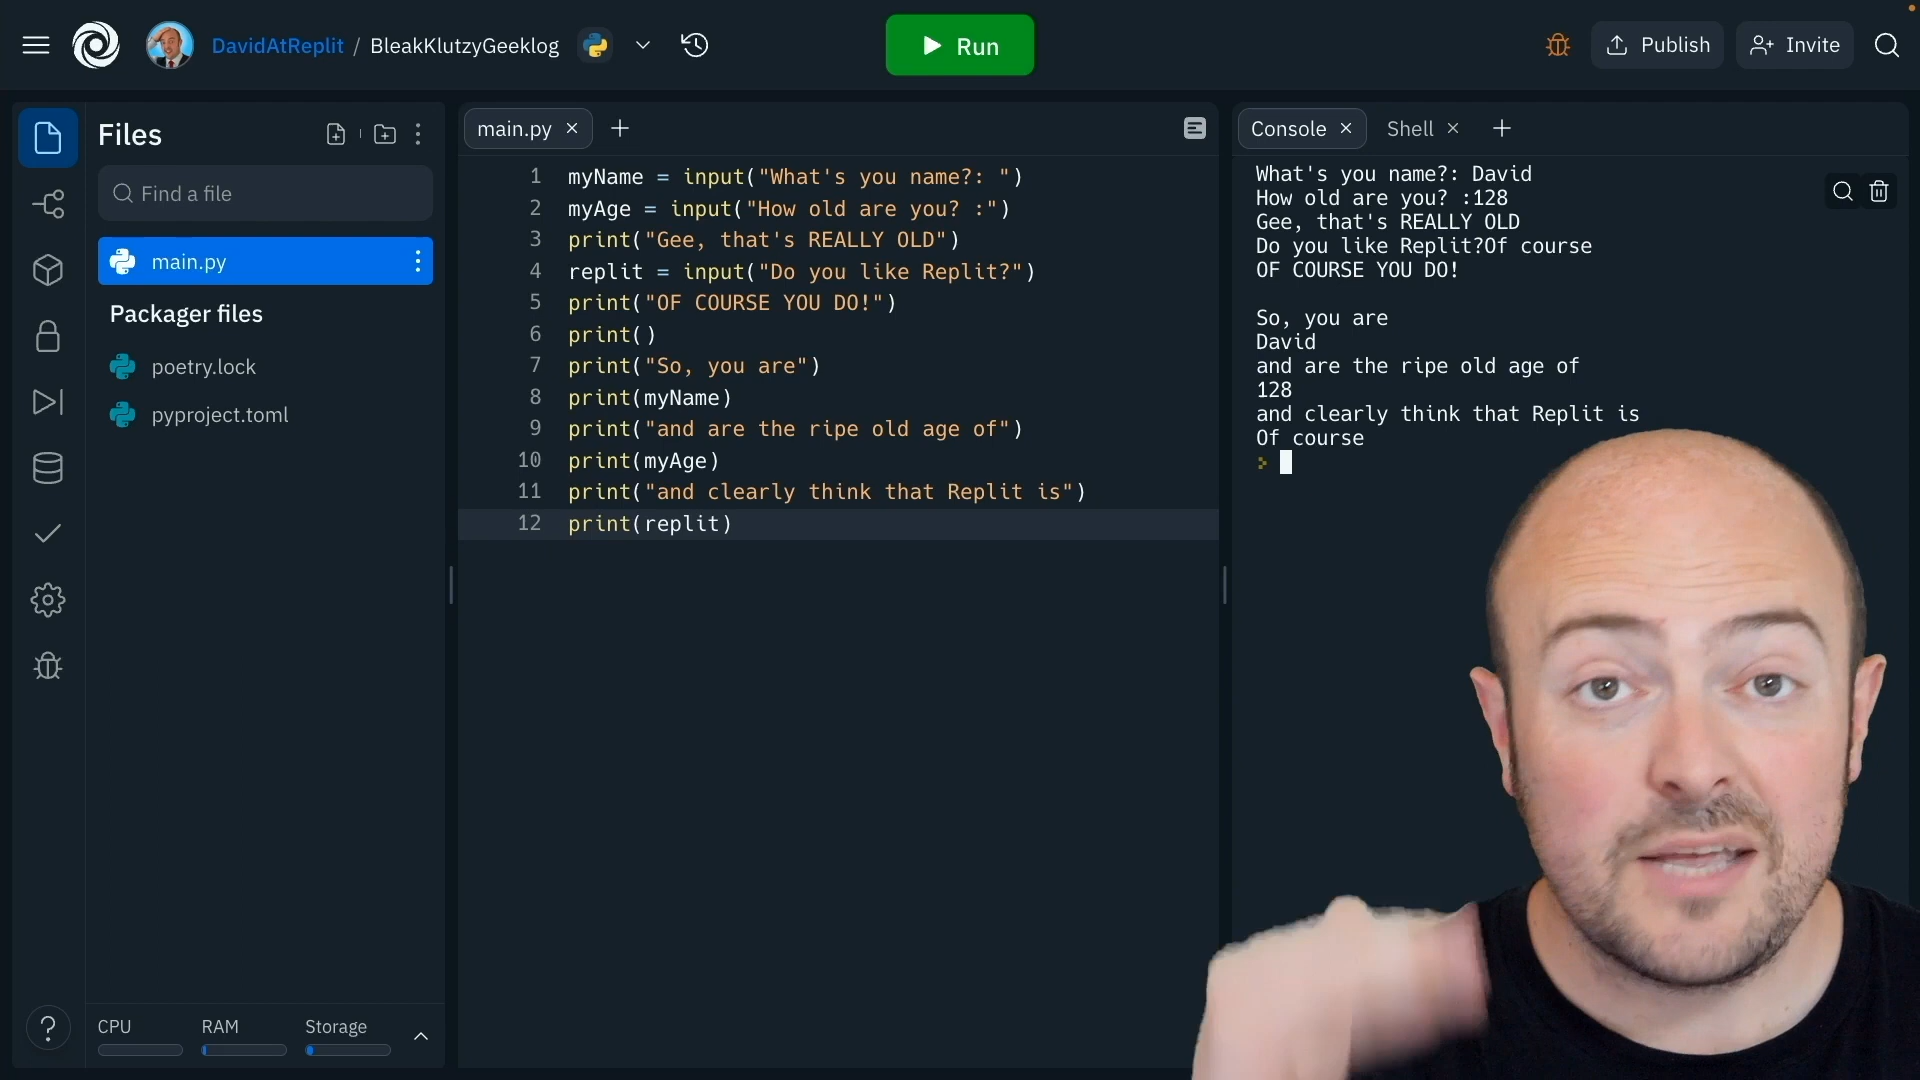 DavidAtReplit / BleakKlutzyGeeklog
Run
Publish
Invite
Files
Find a file
main.py
Packager files
poetry.lock
pyproject.toml
CPU RAM Storage
main.py
1 myName = input("What's you name?: ")
2 myAge = input("How old are you? :")
3 print("Gee, that's REALLY OLD")
4 replit = input("Do you like Replit?")
5 print("OF COURSE YOU DO!")
6 print()
7 print("So, you are")
8 print(myName)
9 print("and are the ripe old age of")
10 print(myAge)
11 print("and clearly think that Replit is")
12 print(replit)
Console Shell
What's you name?: David
How old are you? :128
Gee, that's REALLY OLD
Do you like Replit?Of course
OF COURSE YOU DO!
So, you are
David
and are the ripe old age of
128
and clearly think that Replit is
Of course